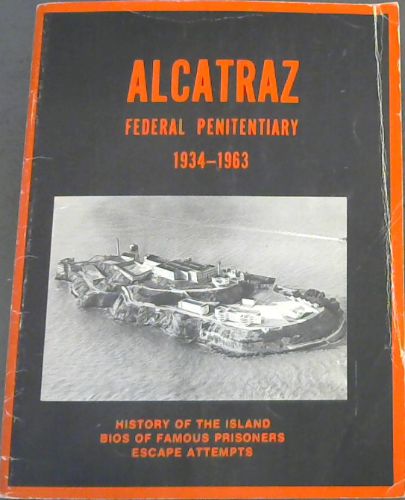 ALCATRAZ
FEDERAL PENITENTIARY
1934–1963
HISTORY OF THE ISLAND
BIOS OF FAMOUS PRISONERS
ESCAPE ATTEMPTS